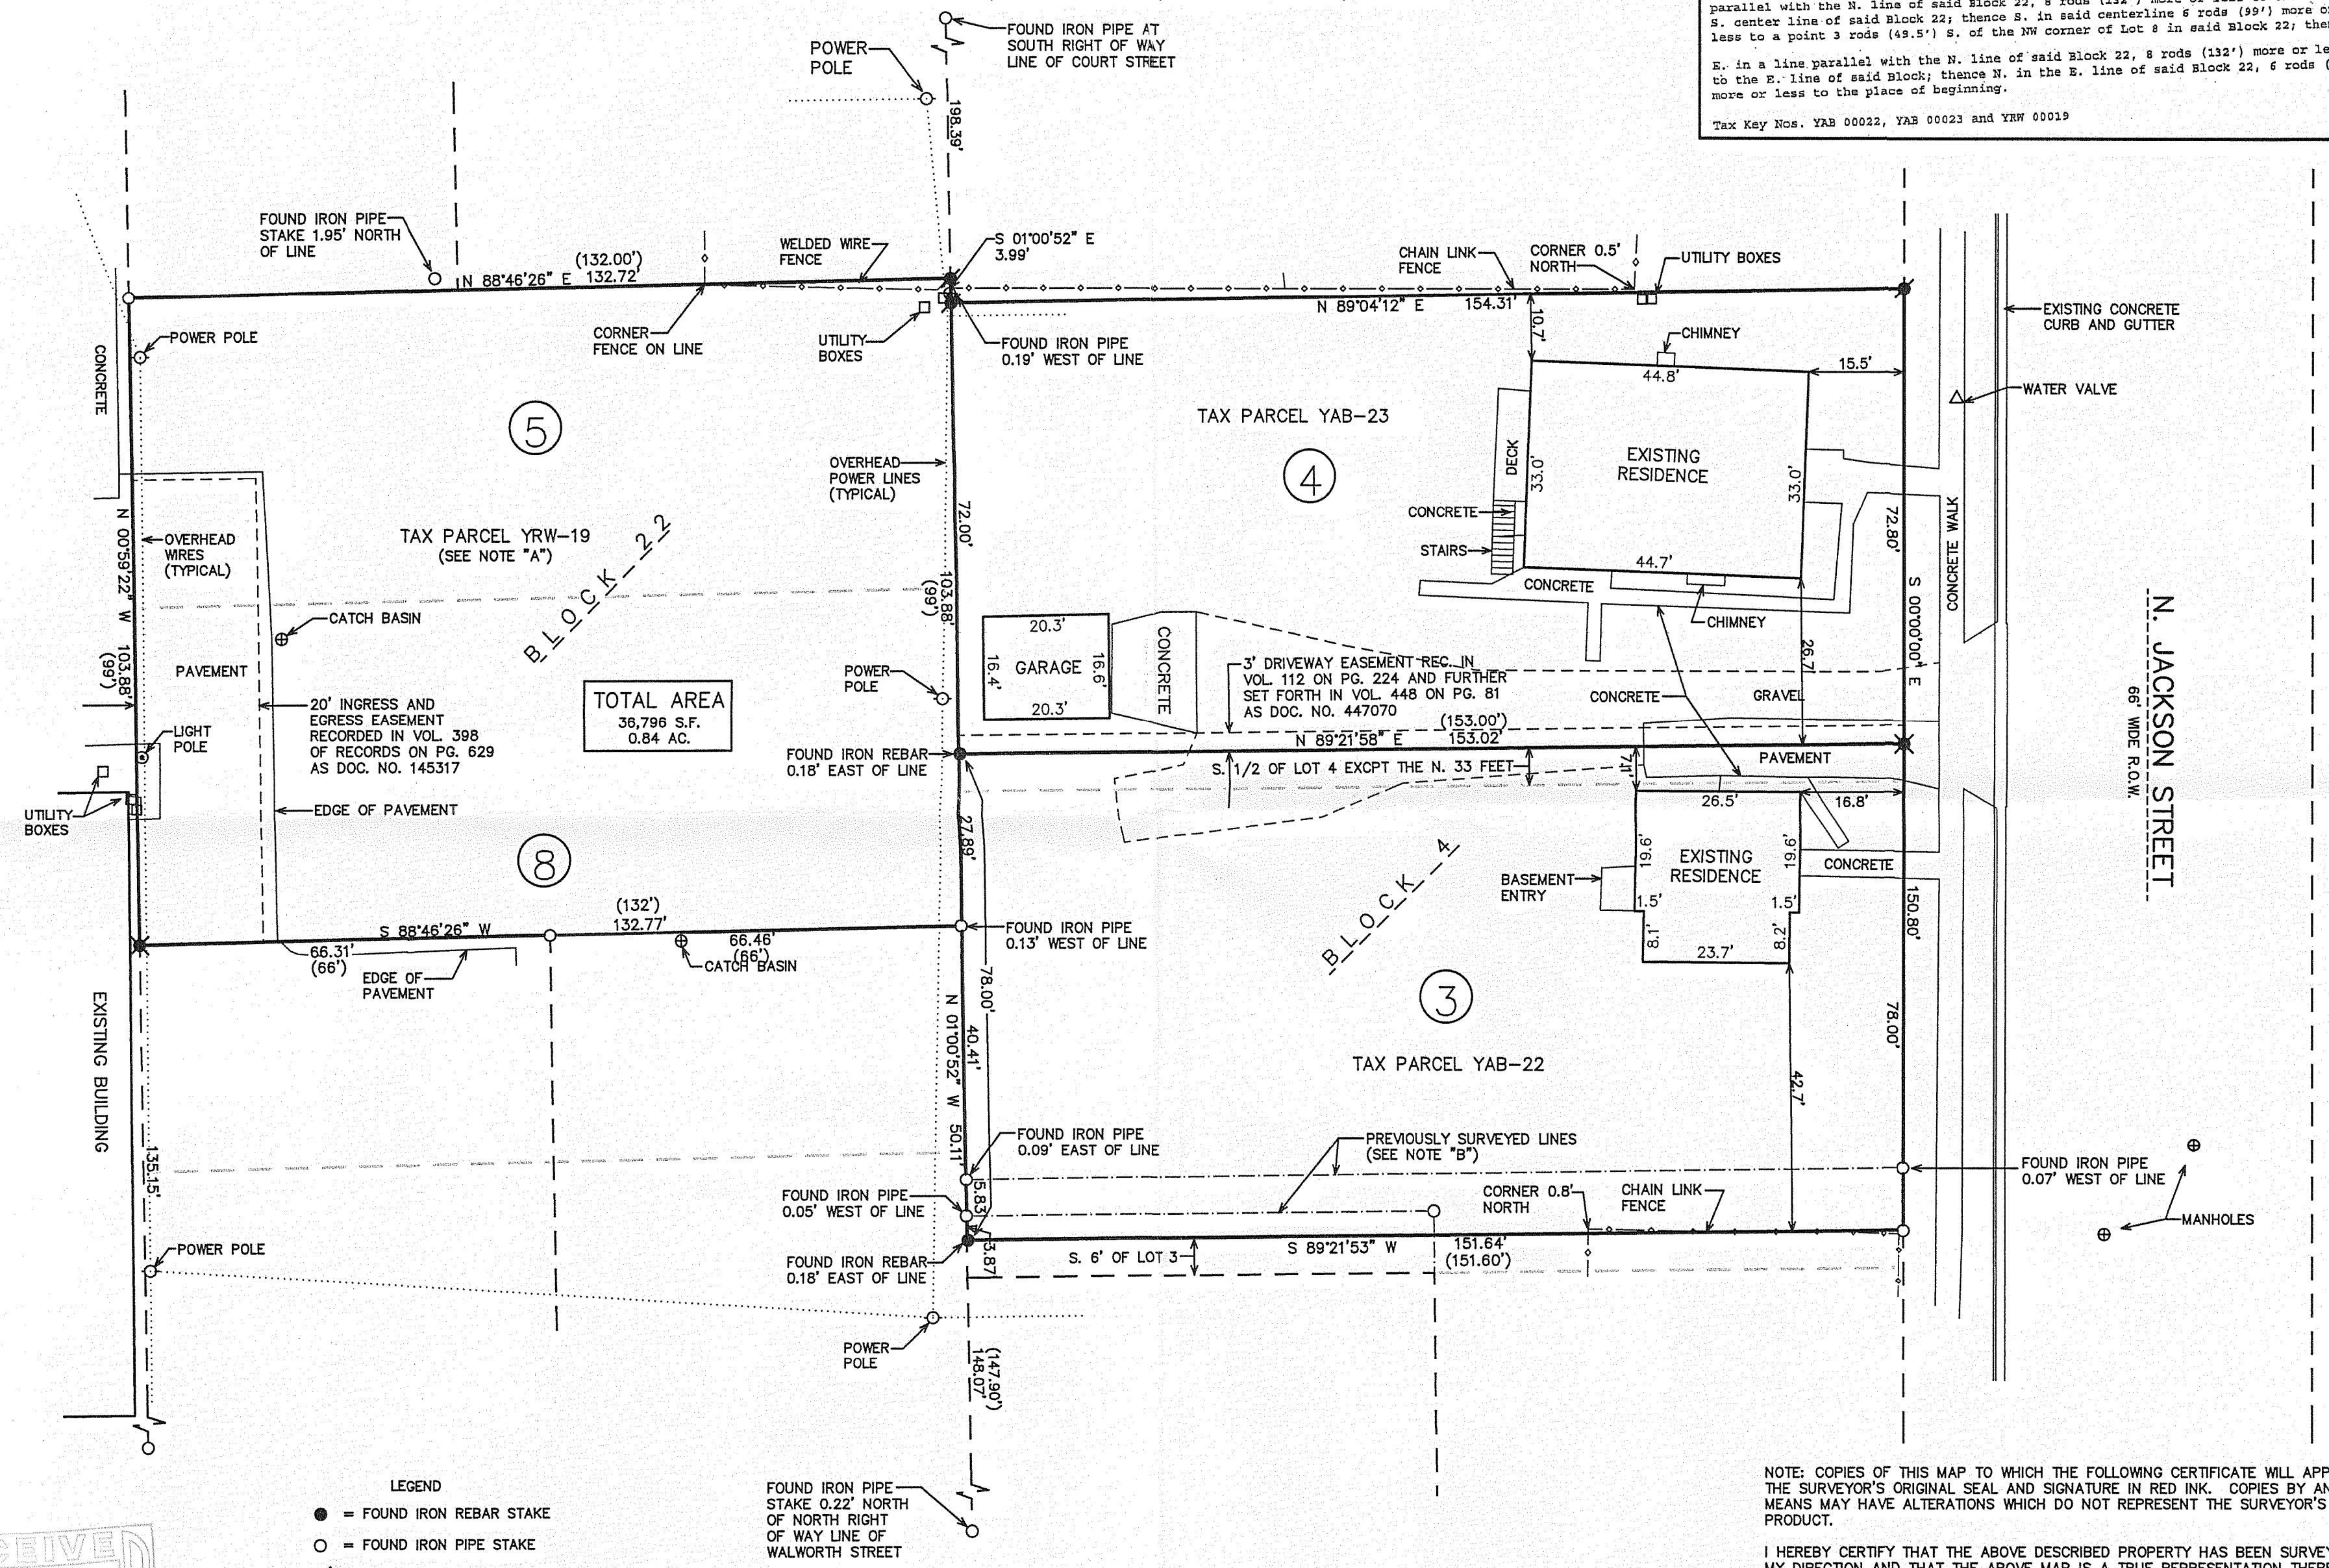 parallel with the N. line of said Block 22, 8 rods (132') more or less to the
S. center line of said Block 22; thence S. in said centerline 6 rods (99') more or
less to a point 3 rods (49.5') S. of the NW corner of Lot 8 in said Block 22; then
E. in a line parallel with the N. line of said Block 22, 8 rods (132') more or le
to the E. line of said Block; thence N. in the E. line of said Block 22, 6 rods (
more or less to the place of beginning.
Tax Key Nos. YAB 00022, YAB 00023 and YRW 00019
FOUND IRON PIPE AT
SOUTH RIGHT OF WAY
LINE OF COURT STREET
POWER
POLE
198.39'
FOUND IRON PIPE
STAKE 1.95' NORTH
OF LINE
(132.00')
N 88°46'26" E 132.72'
WELDED WIRE
FENCE
S 01°00'52" E
3.99'
CHAIN LINK
FENCE
CORNER 0.5'
NORTH
UTILITY BOXES
N 89°04'12" E 154.31'
EXISTING CONCRETE
CURB AND GUTTER
POWER POLE
CORNER
FENCE ON LINE
UTILITY
BOXES
FOUND IRON PIPE
0.19' WEST OF LINE
10.7'
CHIMNEY
44.8'
15.5'
WATER VALVE
CONCRETE
5
TAX PARCEL YAB-23
4
DECK
33.0'
EXISTING
RESIDENCE
33.0'
OVERHEAD
POWER LINES
(TYPICAL)
72.00'
CONCRETE
STAIRS
44.7'
CONCRETE
CHIMNEY
72.80'
S 00°00'00" E
CONCRETE WALK
N. JACKSON STREET
66' WIDE R.O.W.
N 00°59'22" W 103.88'
(99')
OVERHEAD
WIRES
(TYPICAL)
TAX PARCEL YRW-19
(SEE NOTE "A")
BLOCK 22
103.88'
(99')
CATCH BASIN
PAVEMENT
20.3'
16.4'
GARAGE
16.6'
20.3'
CONCRETE
26.7'
POWER
POLE
3' DRIVEWAY EASEMENT REC. IN
VOL. 112 ON PG. 224 AND FURTHER
SET FORTH IN VOL. 448 ON PG. 81
AS DOC. NO. 447070
CONCRETE
GRAVEL
TOTAL AREA
36,796 S.F.
0.84 AC.
20' INGRESS AND
EGRESS EASEMENT
RECORDED IN VOL. 398
OF RECORDS ON PG. 629
AS DOC. NO. 145317
LIGHT
POLE
(153.00')
N 89°21'58" E 153.02'
FOUND IRON REBAR
0.18' EAST OF LINE
S. 1/2 OF LOT 4 EXCPT THE N. 33 FEET
7.1'
PAVEMENT
26.5'
16.8'
UTILITY
BOXES
EDGE OF PAVEMENT
27.89'
8
BLOCK 4
19.6'
EXISTING
RESIDENCE
19.6'
CONCRETE
BASEMENT
ENTRY
1.5'
1.5'
8.1'
8.2'
23.7'
150.80'
(132')
S 88°46'26" W 132.77'
66.31'
(66')
66.46'
(66')
CATCH BASIN
EDGE OF
PAVEMENT
FOUND IRON PIPE
0.13' WEST OF LINE
78.00'
N 01°00'52" W 50.11'
40.41'
3
TAX PARCEL YAB-22
78.00'
42.7'
EXISTING BUILDING
135.15'
FOUND IRON PIPE
0.09' EAST OF LINE
PREVIOUSLY SURVEYED LINES
(SEE NOTE "B")
FOUND IRON PIPE
0.07' WEST OF LINE
FOUND IRON PIPE
0.05' WEST OF LINE
5.83'
CORNER 0.8'
NORTH
CHAIN LINK
FENCE
MANHOLES
FOUND IRON REBAR
0.18' EAST OF LINE
3.87'
S. 6' OF LOT 3
S 89°21'53" W 151.64'
(151.60')
POWER POLE
POWER
POLE
(147.90')
148.07'
LEGEND
= FOUND IRON REBAR STAKE
= FOUND IRON PIPE STAKE
FOUND IRON PIPE
STAKE 0.22' NORTH
OF NORTH RIGHT
OF WAY LINE OF
WALWORTH STREET
NOTE: COPIES OF THIS MAP TO WHICH THE FOLLOWING CERTIFICATE WILL APP
THE SURVEYOR'S ORIGINAL SEAL AND SIGNATURE IN RED INK. COPIES BY AN
MEANS MAY HAVE ALTERATIONS WHICH DO NOT REPRESENT THE SURVEYOR'S
PRODUCT.
I HEREBY CERTIFY THAT THE ABOVE DESCRIBED PROPERTY HAS BEEN SURVEY
MY DIRECTION AND THAT THE ABOVE MAP IS A TRUE REPRESENTATION THERE
CEIVE